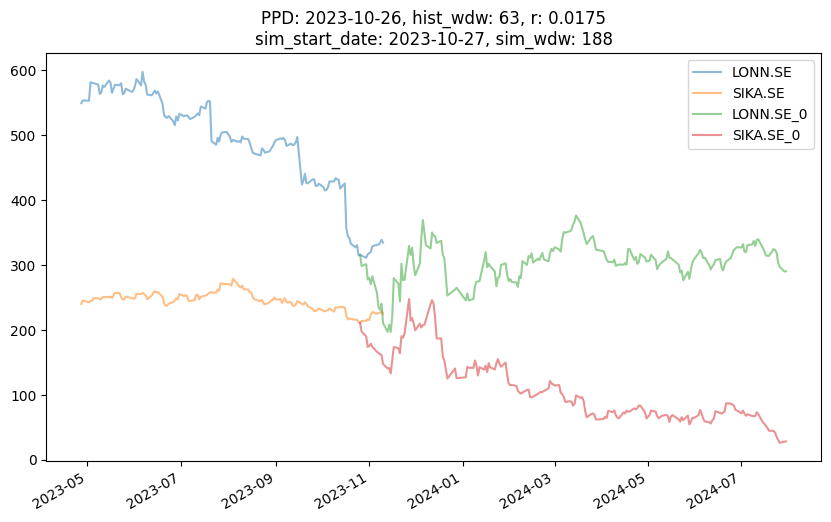 PPD: 2023-10-26, hist_wdw: 63, r: 0.0175
sim_start_date: 2023-10-27, sim_wdw: 188
LONN.SE
SIKA.SE
LONN.SE_0
SIKA.SE_0
600
500
400
300
200
100
0
2023-05
2023-07
2023-09
2023-11
2024-01
2024-03
2024-05
2024-07